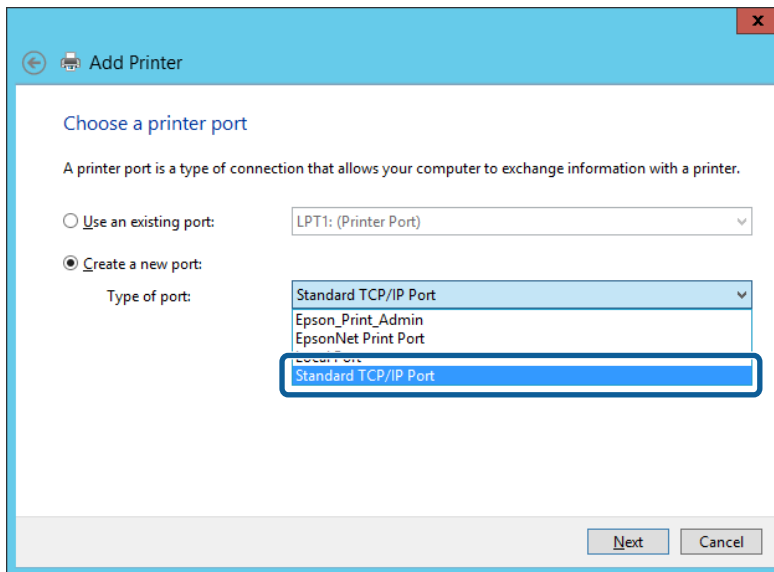 x
Add Printer
Choose a printer port
A printer port is a type of connection that allows your computer to exchange information with a printer.
Use an existing port: LPT1: (Printer Port)
Create a new port:
Type of port: Standard TCP/IP Port
Epson_Print_Admin
EpsonNet Print Port
Local Port
Standard TCP/IP Port
Next Cancel